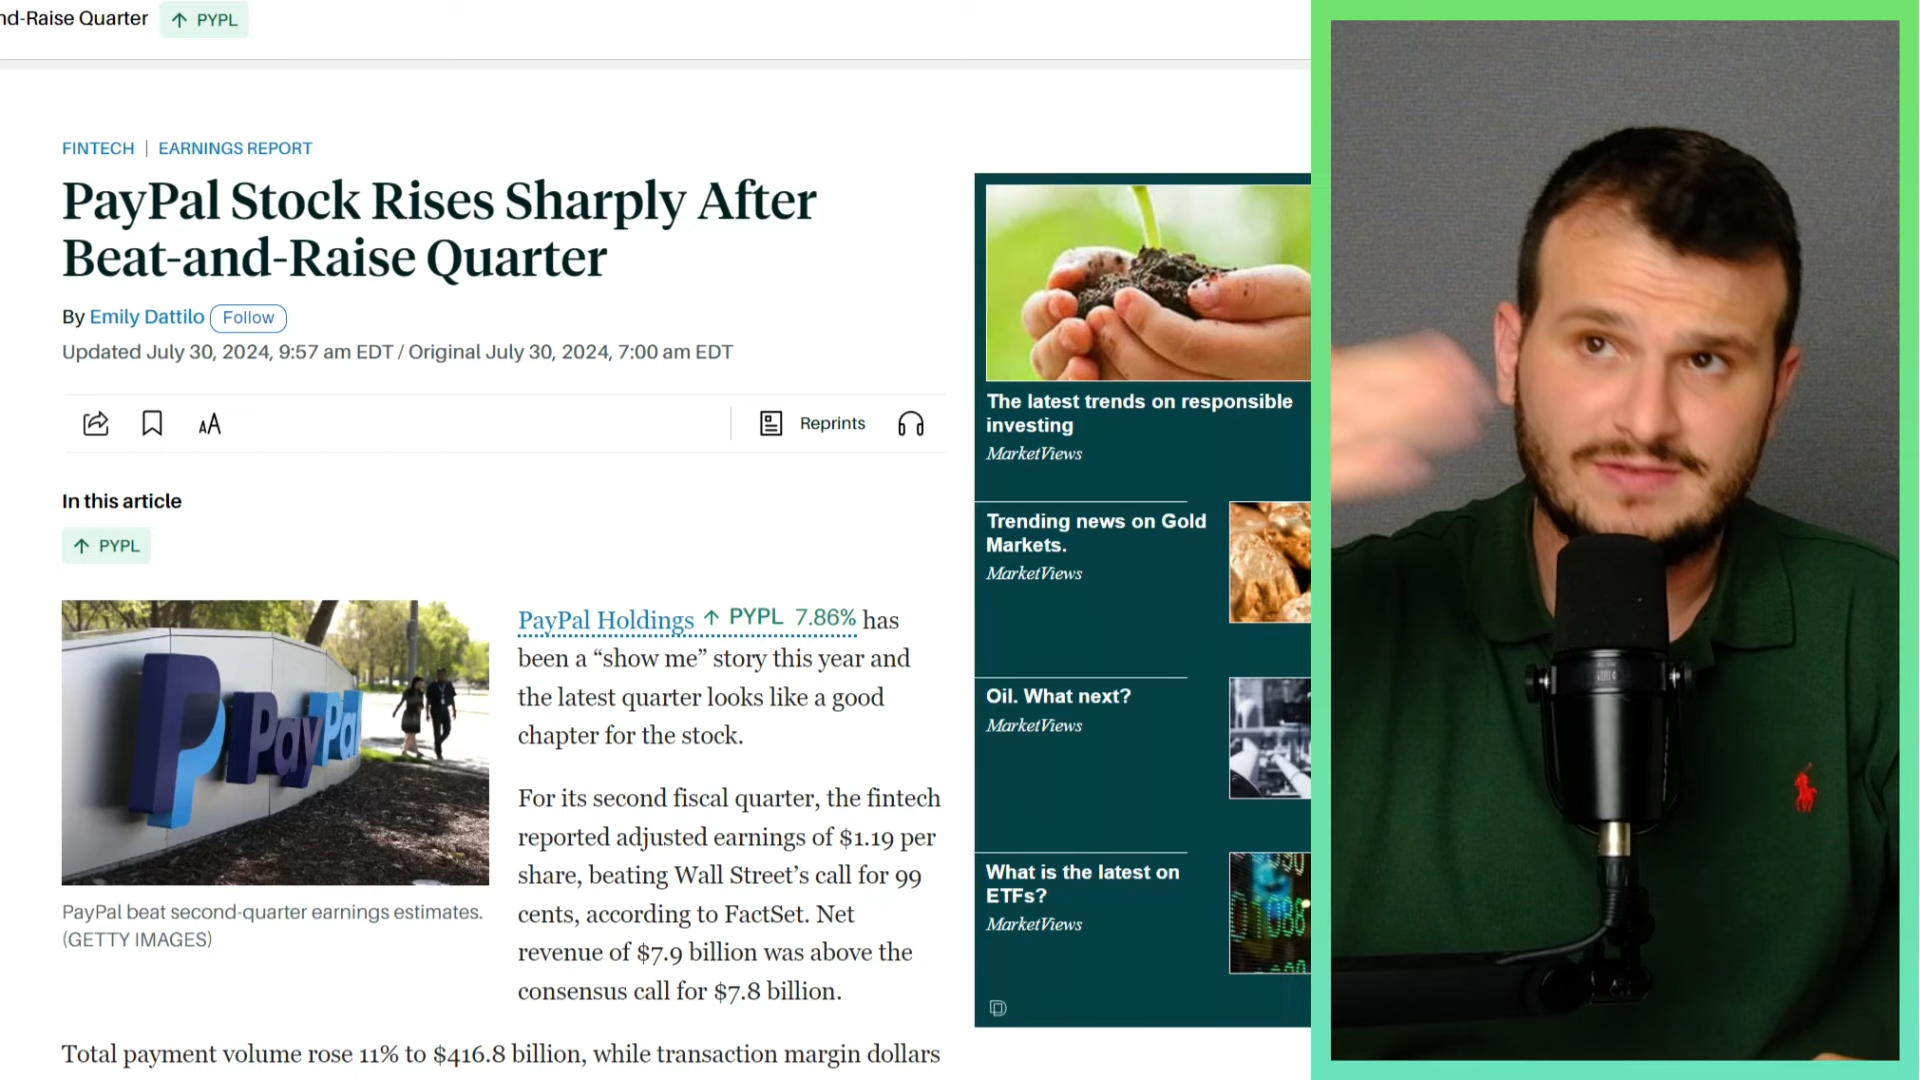 nd-Raise Quarter ↑ PYPL
FINTECH | EARNINGS REPORT
PayPal Stock Rises Sharply After
Beat-and-Raise Quarter
By Emily Dattilo Follow
Updated July 30, 2024, 9:57 am EDT / Original July 30, 2024, 7:00 am EDT
AA Reprints
In this article
↑ PYPL
PayPal
PayPal beat second-quarter earnings estimates.
(GETTY IMAGES)
PayPal Holdings ↑ PYPL 7.86% has
been a “show me” story this year and
the latest quarter looks like a good
chapter for the stock.
For its second fiscal quarter, the fintech
reported adjusted earnings of $1.19 per
share, beating Wall Street’s call for 99
cents, according to FactSet. Net
revenue of $7.9 billion was above the
consensus call for $7.8 billion.
Total payment volume rose 11% to $416.8 billion, while transaction margin dollars
The latest trends on responsible
investing
MarketViews
Trending news on Gold
Markets.
MarketViews
Oil. What next?
MarketViews
What is the latest on
ETFs?
MarketViews